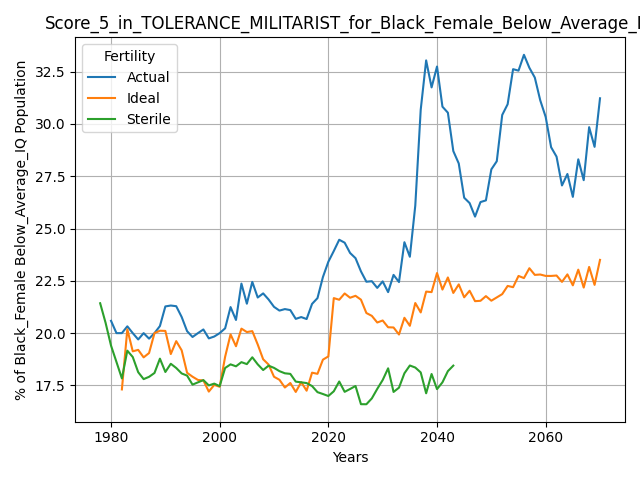 Score_5_in_TOLERANCE_MILITARIST_for_Black_Female_Below_Average_I
Fertility
Actual
Ideal
Sterile
% of Black_Female Below_Average_IQ Population
32.5
30.0
27.5
25.0
22.5
20.0
17.5
1980
2000
2020
2040
2060
Years